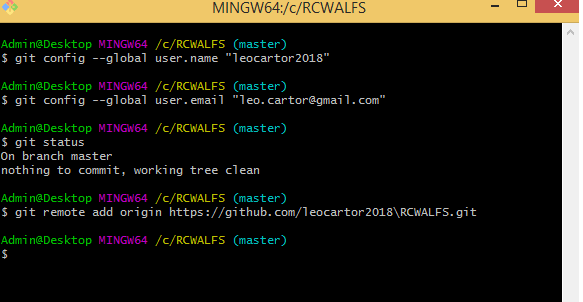 MINGW64:/c/RCWALFS
Admin@Desktop MINGW64 /c/RCWALFS (master)
$ git config --global user.name "leocartor2018"
Admin@Desktop MINGW64 /c/RCWALFS (master)
$ git config --global user.email "leo.cartor@gmail.com"
Admin@Desktop MINGW64 /c/RCWALFS (master)
$ git status
On branch master
nothing to commit, working tree clean
Admin@Desktop MINGW64 /c/RCWALFS (master)
$ git remote add origin https://github.com/leocartor2018\RCWALFS.git
Admin@Desktop MINGW64 /c/RCWALFS (master)
$